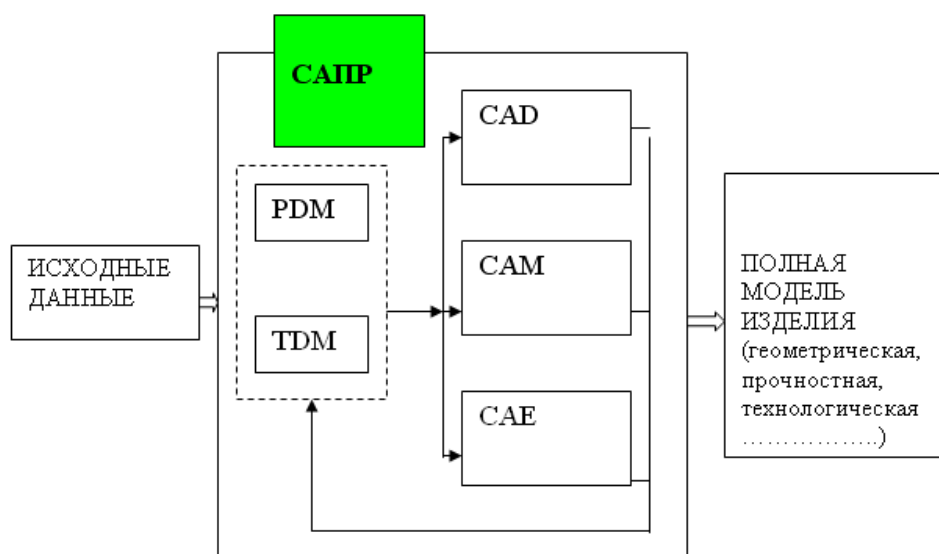 САПР
CAD
PDM
CAM
TDM
CAE
ИСХОДНЫЕ
ДАННЫЕ
ПОЛНАЯ
МОДЕЛЬ
ИЗДЕЛИЯ
(геометрическая,
прочностная,
технологическая
……………..)